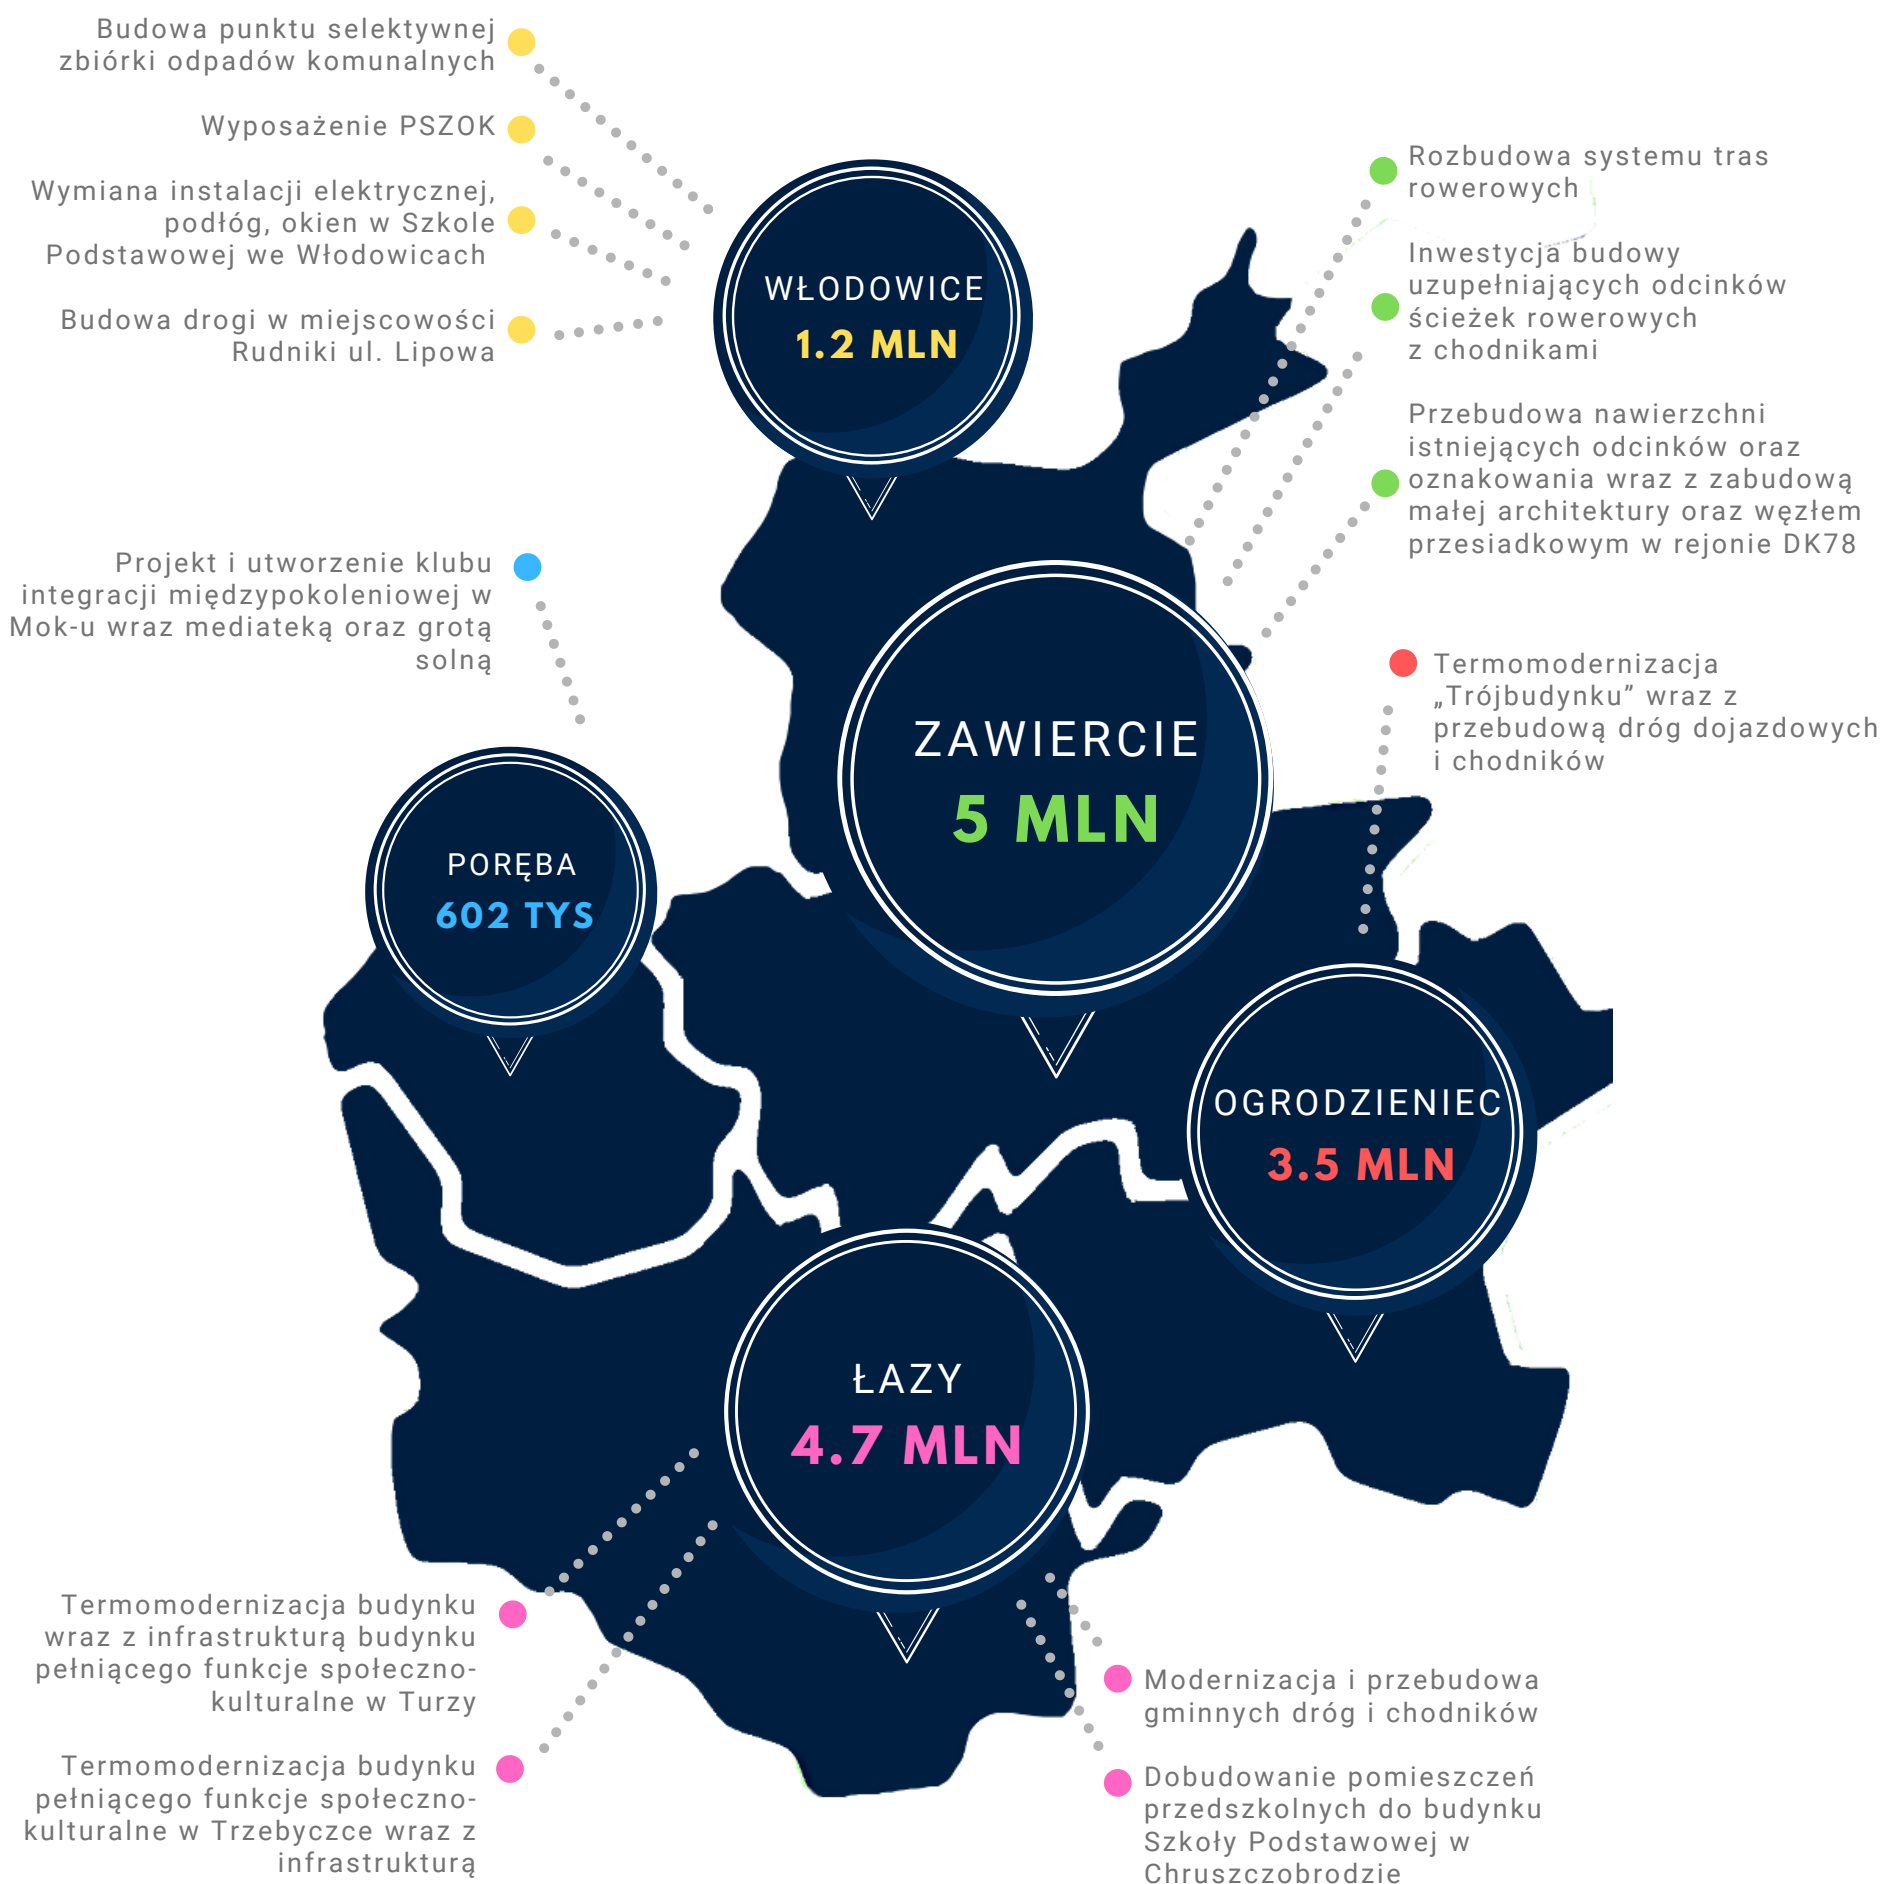 Budowa punktu selektywnej
zbiórki odpadów komunalnych
Wyposażenie PSZOK
Wymiana instalacji elektrycznej,
podłóg, okien w Szkole
Podstawowej we Włodowicach
Budowa drogi w miejscowości
Rudniki ul. Lipowa
WŁODOWICE
1.2 MLN
Rozbudowa systemu tras
rowerowych
Inwestycja budowy
uzupełniających odcinków
ścieżek rowerowych
z chodnikami
Przebudowa nawierzchni
istniejących odcinków oraz
oznakowania wraz z zabudową
małej architektury oraz węzłem
przesiadkowym w rejonie DK78
Projekt i utworzenie klubu
integracji międzypokoleniowej w
Mok-u wraz mediateką oraz grotą
solną
ZAWIERCIE
5 MLN
Termomodernizacja
„Trójbudynku” wraz z
przebudową dróg dojazdowych
i chodników
PORĘBA
602 TYS
OGRODZIENIEC
3.5 MLN
ŁAZY
4.7 MLN
Termomodernizacja budynku
wraz z infrastrukturą budynku
pełniącego funkcje społeczno-
kulturalne w Turzy
Termomodernizacja budynku
pełniącego funkcje społeczno-
kulturalne w Trzebyczce wraz z
infrastrukturą
Modernizacja i przebudowa
gminnych dróg i chodników
Dobudowanie pomieszczeń
przedszkolnych do budynku
Szkoły Podstawowej w
Chruszczobrodzie